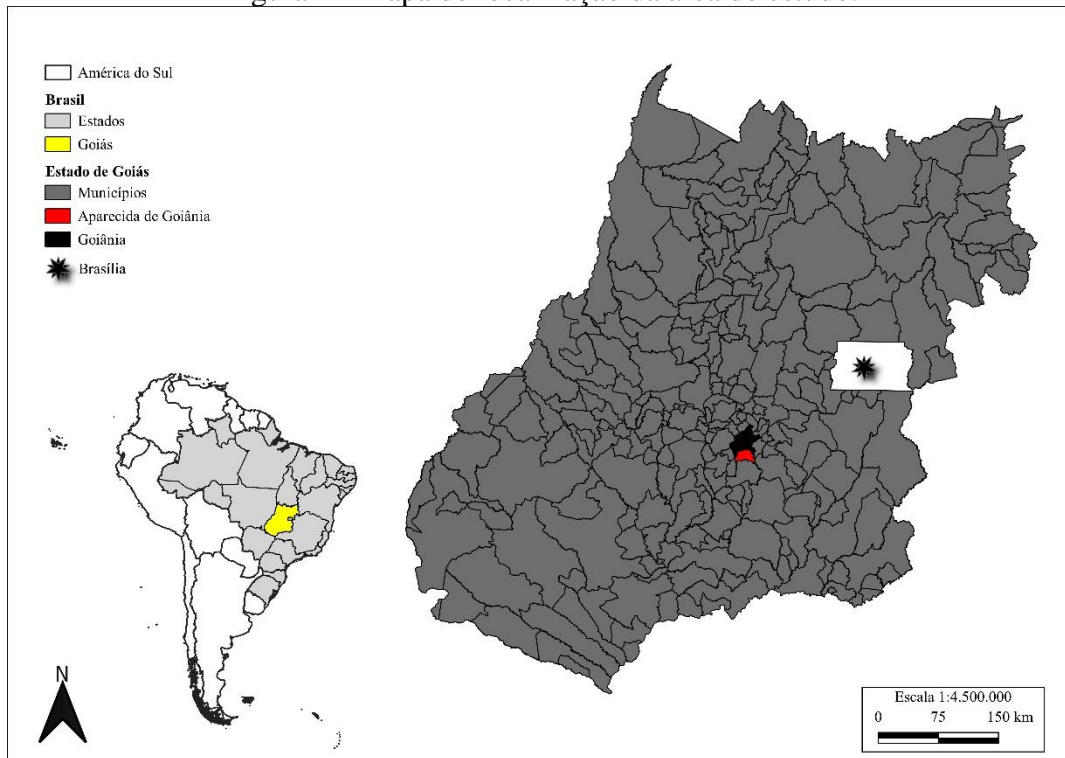 América do Sul
Brasil
Estados
Goiás
Estado de Goiás
Municípios
Aparecida de Goiânia
Goiânia
Brasília
N
Escala 1:4.500.000
0 75 150 km